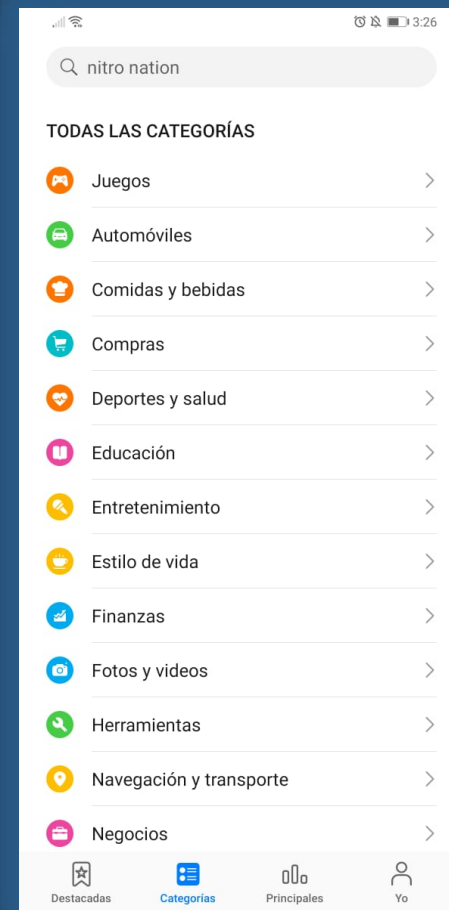 3:26
nitro nation
TODAS LAS CATEGORÍAS
Juegos
Automóviles
Comidas y bebidas
Compras
Deportes y salud
Educación
Entretenimiento
Estilo de vida
Finanzas
Fotos y videos
Herramientas
Navegación y transporte
Negocios
Destacadas
Categorías
Principales
Yo